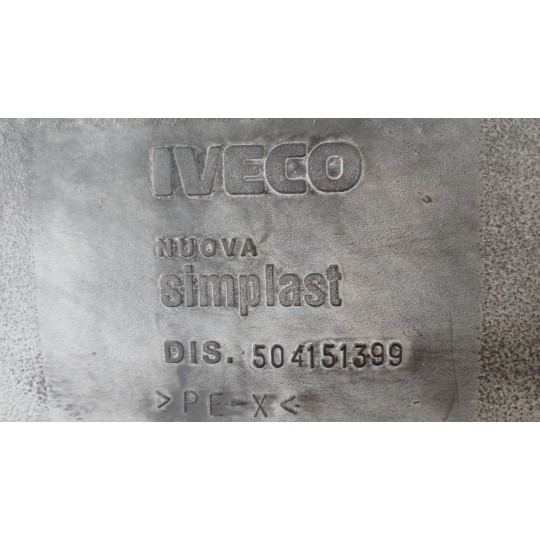 IVECO
NUOVA
simplast
DIS. 504151399
>PE-X<